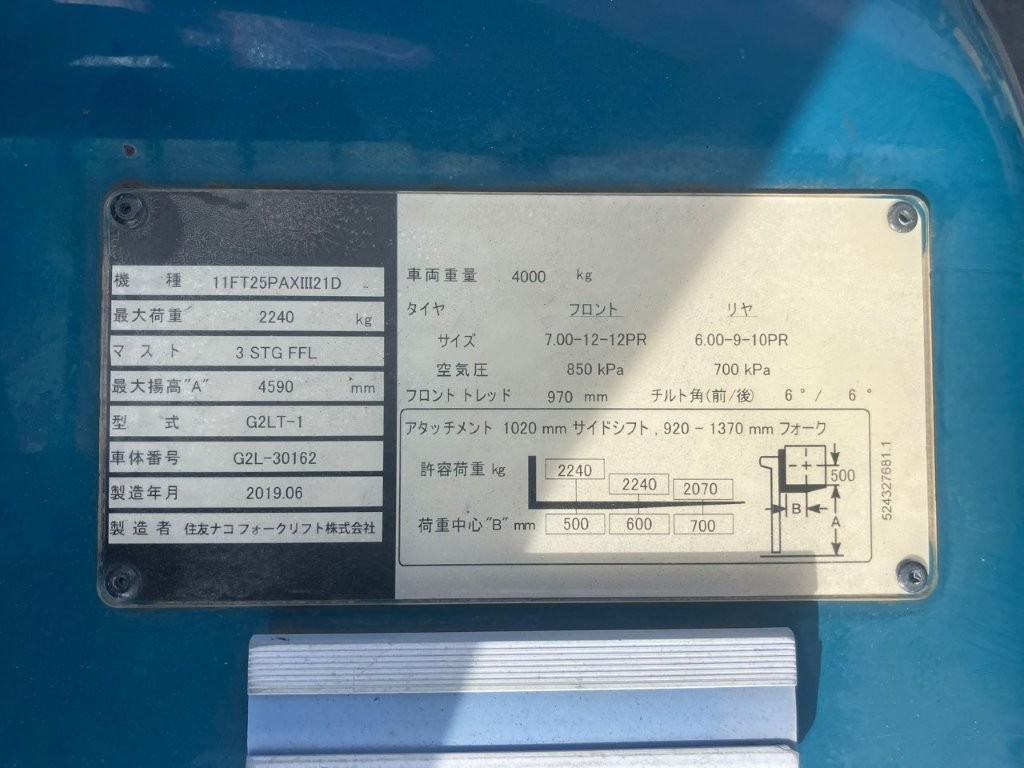 機 種 11FT25PAXⅢ21D
最大荷重 2240 kg
マ ス ト 3 STG FFL
最大揚高"A" 4590 mm
型 式 G2LT-1
車体番号 G2L-30162
製造年月 2019.06
製造者 住友ナコ フォークリフト株式会社
車両重量 4000 kg
タイヤ フロント リヤ
サイズ 7.00-12-12PR 6.00-9-10PR
空気圧 850 kPa 700 kPa
フロント トレッド 970 mm チルト角(前/後) 6 °/ 6 °
アタッチメント 1020 mm サイドシフト , 920 - 1370 mm フォーク
許容荷重 kg 2240 2240 2070
荷重中心"B" mm 500 600 700
500
B A
524327681.1